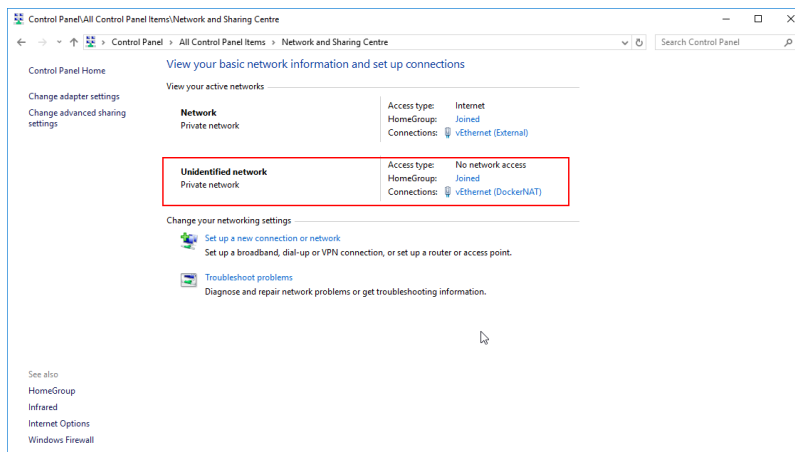 Control Panel\All Control Panel Items\Network and Sharing Centre
Control Panel > All Control Panel Items > Network and Sharing Centre
Search Control Panel
Control Panel Home
Change adapter settings
Change advanced sharing
settings
View your basic network information and set up connections
View your active networks
Network
Private network
Access type: Internet
HomeGroup: Joined
Connections: vEthernet (External)
Unidentified network
Private network
Access type: No network access
HomeGroup: Joined
Connections: vEthernet (DockerNAT)
Change your networking settings
Set up a new connection or network
Set up a broadband, dial-up or VPN connection, or set up a router or access point.
Troubleshoot problems
Diagnose and repair network problems or get troubleshooting information.
See also
HomeGroup
Infrared
Internet Options
Windows Firewall